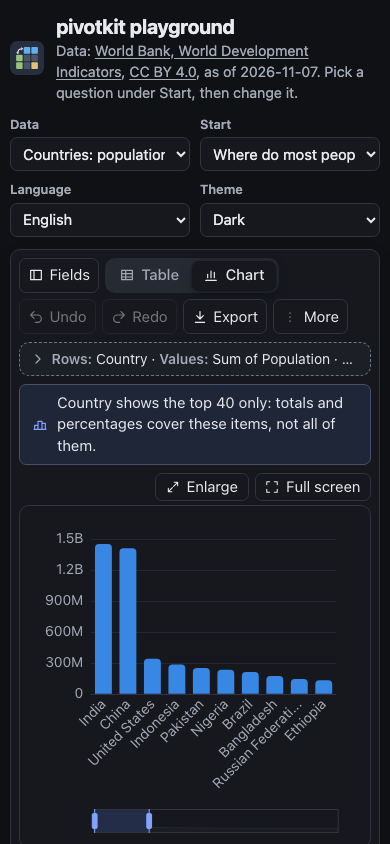 pivotkit playground
Data: World Bank, World Development
Indicators, CC BY 4.0, as of 2026-11-07. Pick a
question under Start, then change it.
Data
Start
Countries: population
Where do most peop
Language
Theme
English
Dark
Fields
Table
Chart
Undo
Redo
Export
More
Rows: Country · Values: Sum of Population · ...
Country shows the top 40 only: totals and
percentages cover these items, not all of
them.
Enlarge
Full screen
1.5B
1.2B
900M
600M
300M
0
India
China
United States
Indonesia
Pakistan
Nigeria
Brazil
Bangladesh
Russian Federati...
Ethiopia